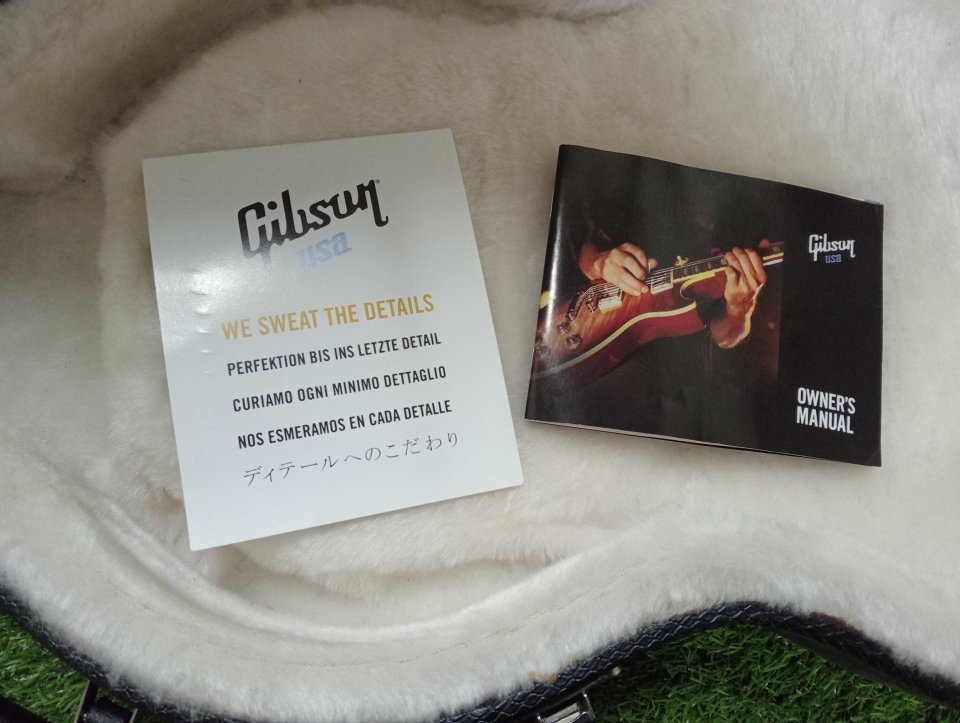 Gibson®
usa
WE SWEAT THE DETAILS
PERFEKTION BIS INS LETZTE DETAIL
CURIAMO OGNI MINIMO DETTAGLIO
NOS ESMERAMOS EN CADA DETALLE
ディテールへのこだわり
Gibson
usa
OWNER'S
MANUAL